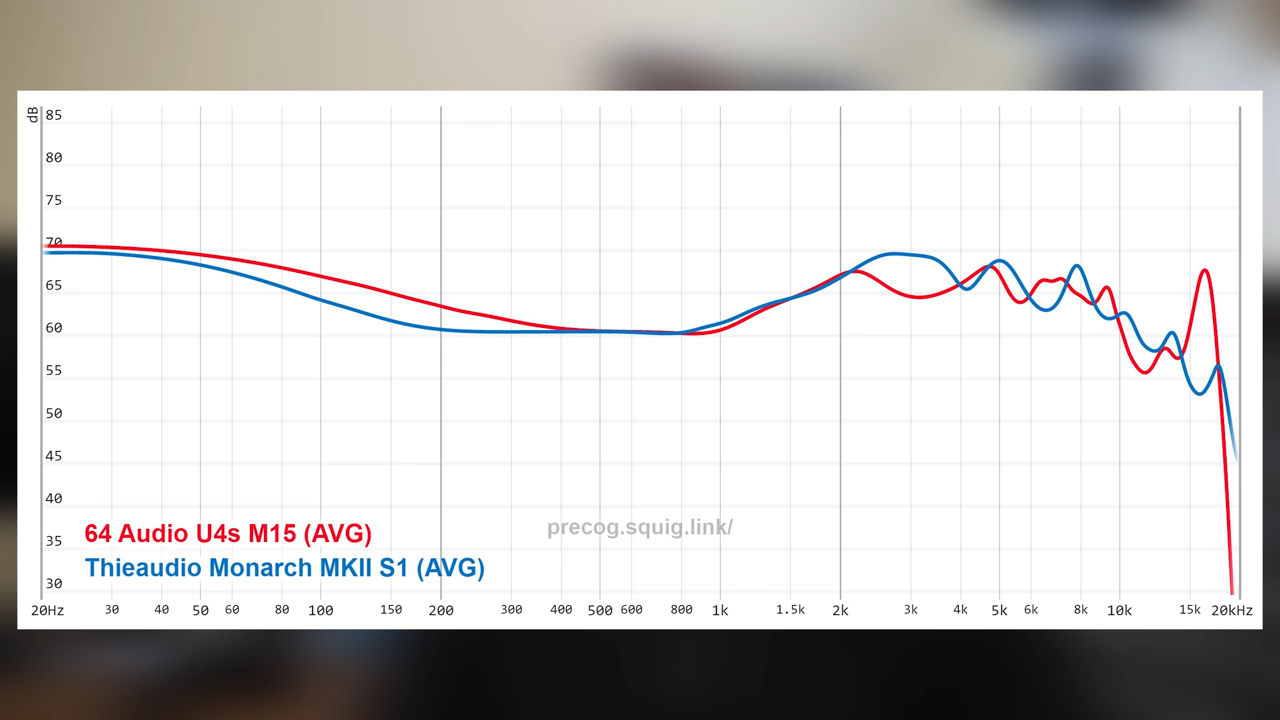 dB
85
80
75
70
65
60
55
50
45
40
35
30
64 Audio U4s M15 (AVG)
Thieaudio Monarch MKII S1 (AVG)
precog.squig.link/
20Hz 30 40 50 60 80 100 150 200 300 400 500 600 800 1k 1.5k 2k 3k 4k 5k 6k 8k 10k 15k 20kHz